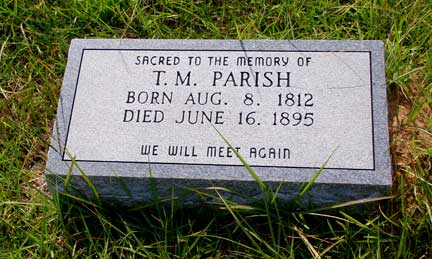 SACRED TO THE MEMORY OF
T. M. PARISH
BORN AUG. 8. 1812
DIED JUNE 16. 1895
WE WILL MEET AGAIN